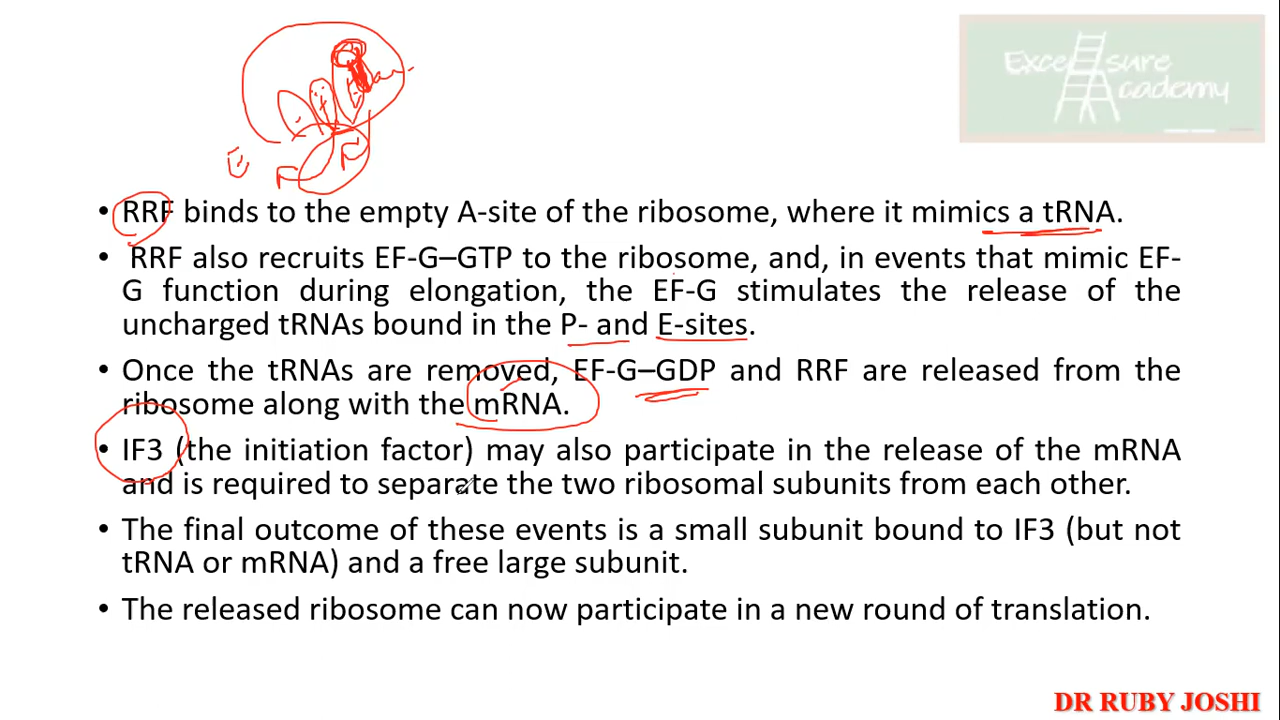 Excel sure
Academy
E
• RRF binds to the empty A-site of the ribosome, where it mimics a tRNA.
• RRF also recruits EF-G–GTP to the ribosome, and, in events that mimic EF-
G function during elongation, the EF-G stimulates the release of the
uncharged tRNAs bound in the P- and E-sites.
• Once the tRNAs are removed, EF-G–GDP and RRF are released from the
ribosome along with the mRNA.
• IF3 (the initiation factor) may also participate in the release of the mRNA
and is required to separate the two ribosomal subunits from each other.
• The final outcome of these events is a small subunit bound to IF3 (but not
tRNA or mRNA) and a free large subunit.
• The released ribosome can now participate in a new round of translation.
DR RUBY JOSHI